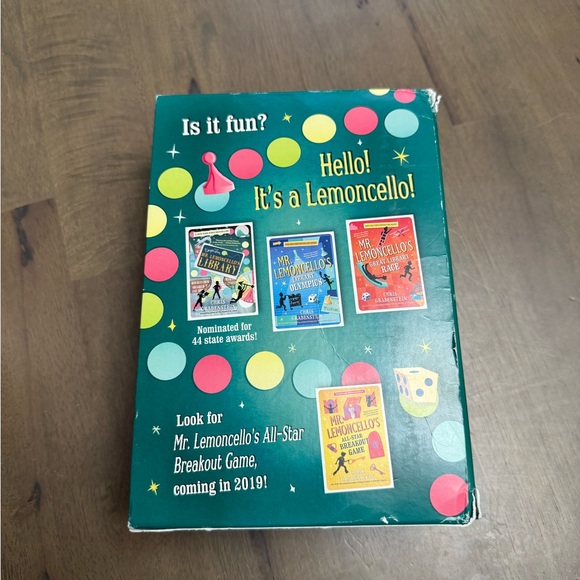 Is it fun?
Hello!
It's a Lemoncello!
MR. LEMONCELLO'S
LIBRARY
CHRIS
GRABENSTEIN
MR.
LEMONCELLO'S
LIBRARY
OLYMPICS
CHRIS
GRABENSTEIN
MR.
LEMONCELLO'S
GREAT LIBRARY
RACE
CHRIS
GRABENSTEIN
Nominated for
44 state awards!
Look for
Mr. Lemoncello's All-Star
Breakout Game,
coming in 2019!
MR.
LEMONCELLO'S
ALL-STAR
BREAKOUT
GAME